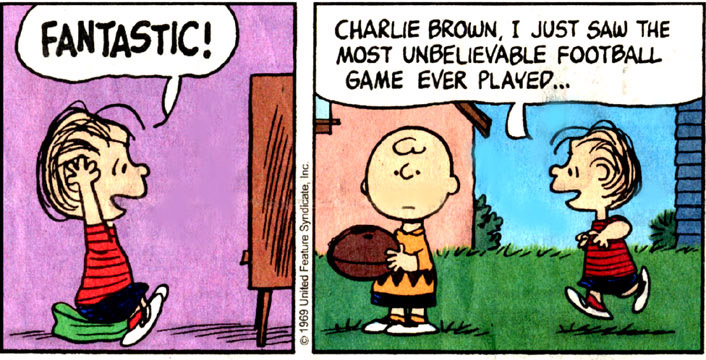 FANTASTIC!
© 1969 United Feature Syndicate, Inc.
CHARLIE BROWN, I JUST SAW THE
MOST UNBELIEVABLE FOOTBALL
GAME EVER PLAYED...